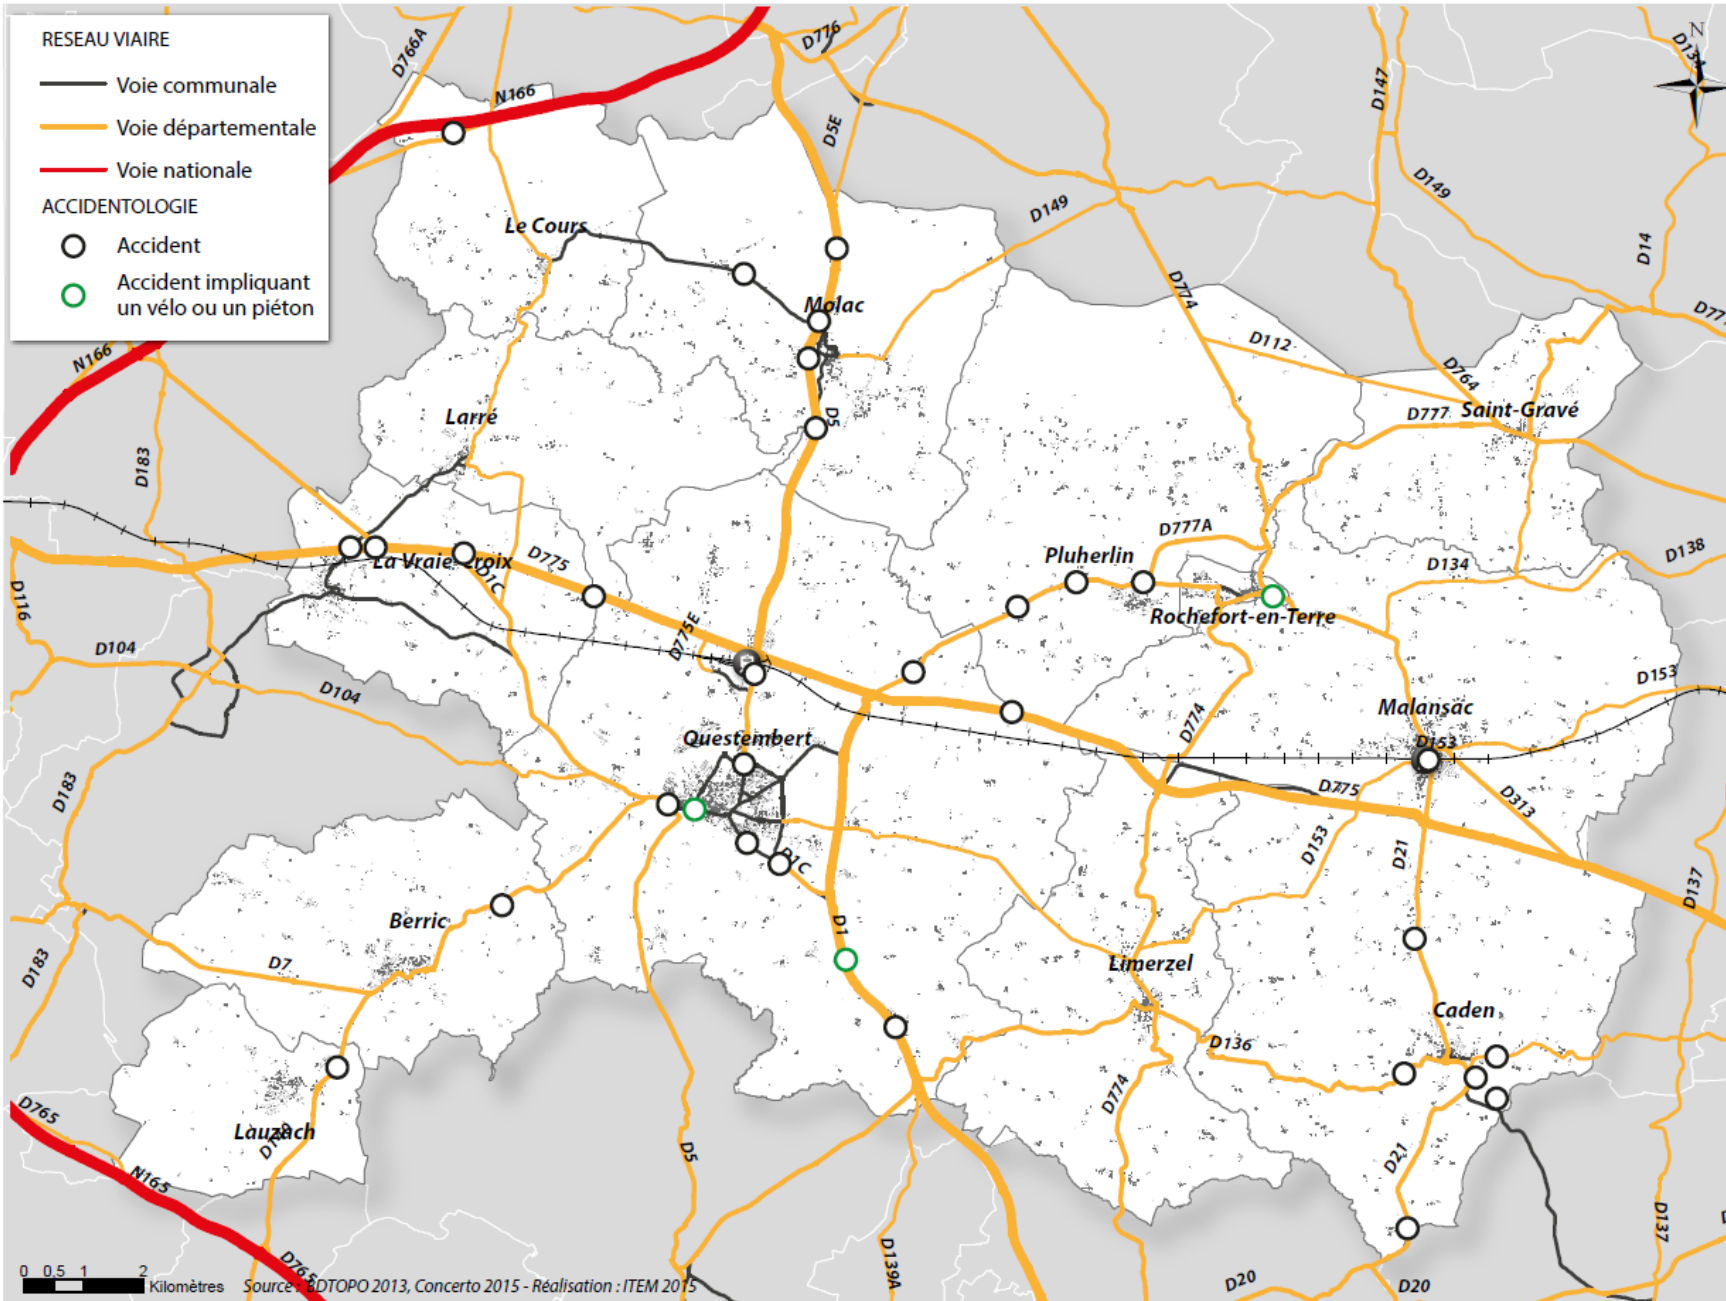 RESEAU VIAIRE
Voie communale
Voie départementale
Voie nationale
ACCIDENTOLOGIE
Accident
Accident impliquant
un vélo ou un piéton
D766A
N166
D776
D5E
D147
D134
N
D149
D149
D14
Le Cours
Molac
D774
D77
N166
D112
D764
Larré
D5
D777
Saint-Gravé
D183
D777A
D138
Pluherlin
D134
La Vraie-Croix
D775
D1C
D116
Rochefort-en-Terre
D775E
D104
D104
D153
D774
Malansac
D153
Questembert
D775
D313
D183
D153
D21
D1C
D137
Berric
D1
D183
D7
Limerzel
Caden
D136
D774
D765
Lauzach
D5
D21
N165
D137
D139A
D765
D20
D20
0 0,5 1 2
Kilomètres
Source : BDTOPO 2013, Concerto 2015 - Réalisation : ITEM 2015